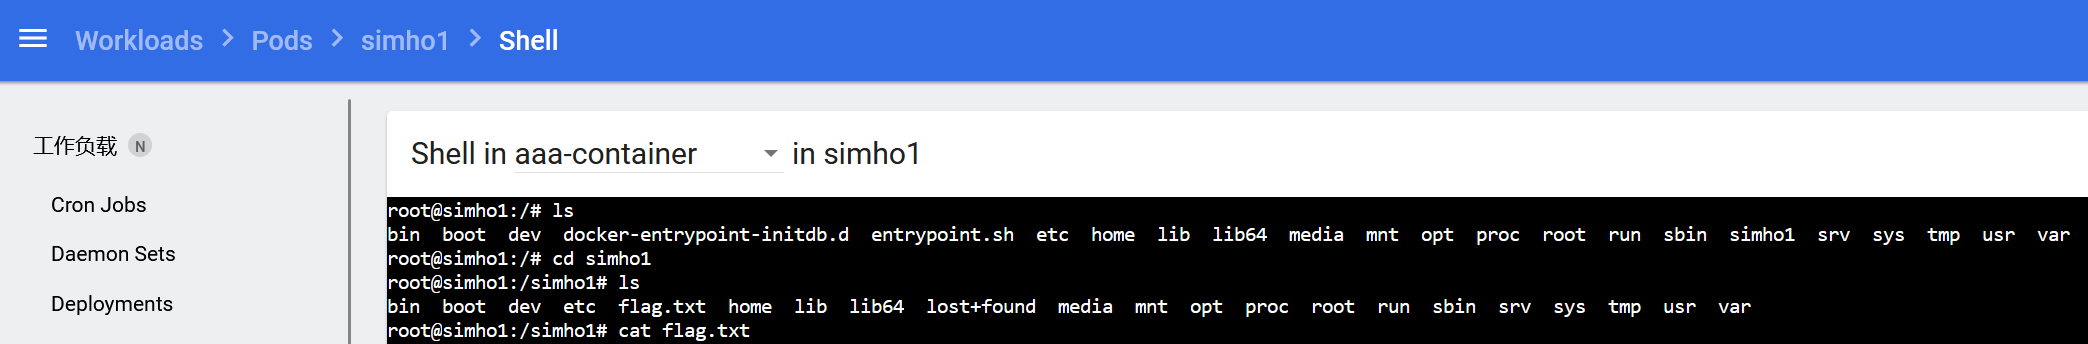 Workloads > Pods > simho1 > Shell
工作负载 N
Cron Jobs
Daemon Sets
Deployments
Shell in aaa-container in simho1
root@simho1:/# ls
bin boot dev docker-entrypoint-initdb.d entrypoint.sh etc home lib lib64 media mnt opt proc root run sbin simho1 srv sys tmp usr var
root@simho1:/# cd simho1
root@simho1:/simho1# ls
bin boot dev etc flag.txt home lib lib64 lost+found media mnt opt proc root run sbin srv sys tmp usr var
root@simho1:/simho1# cat flag.txt